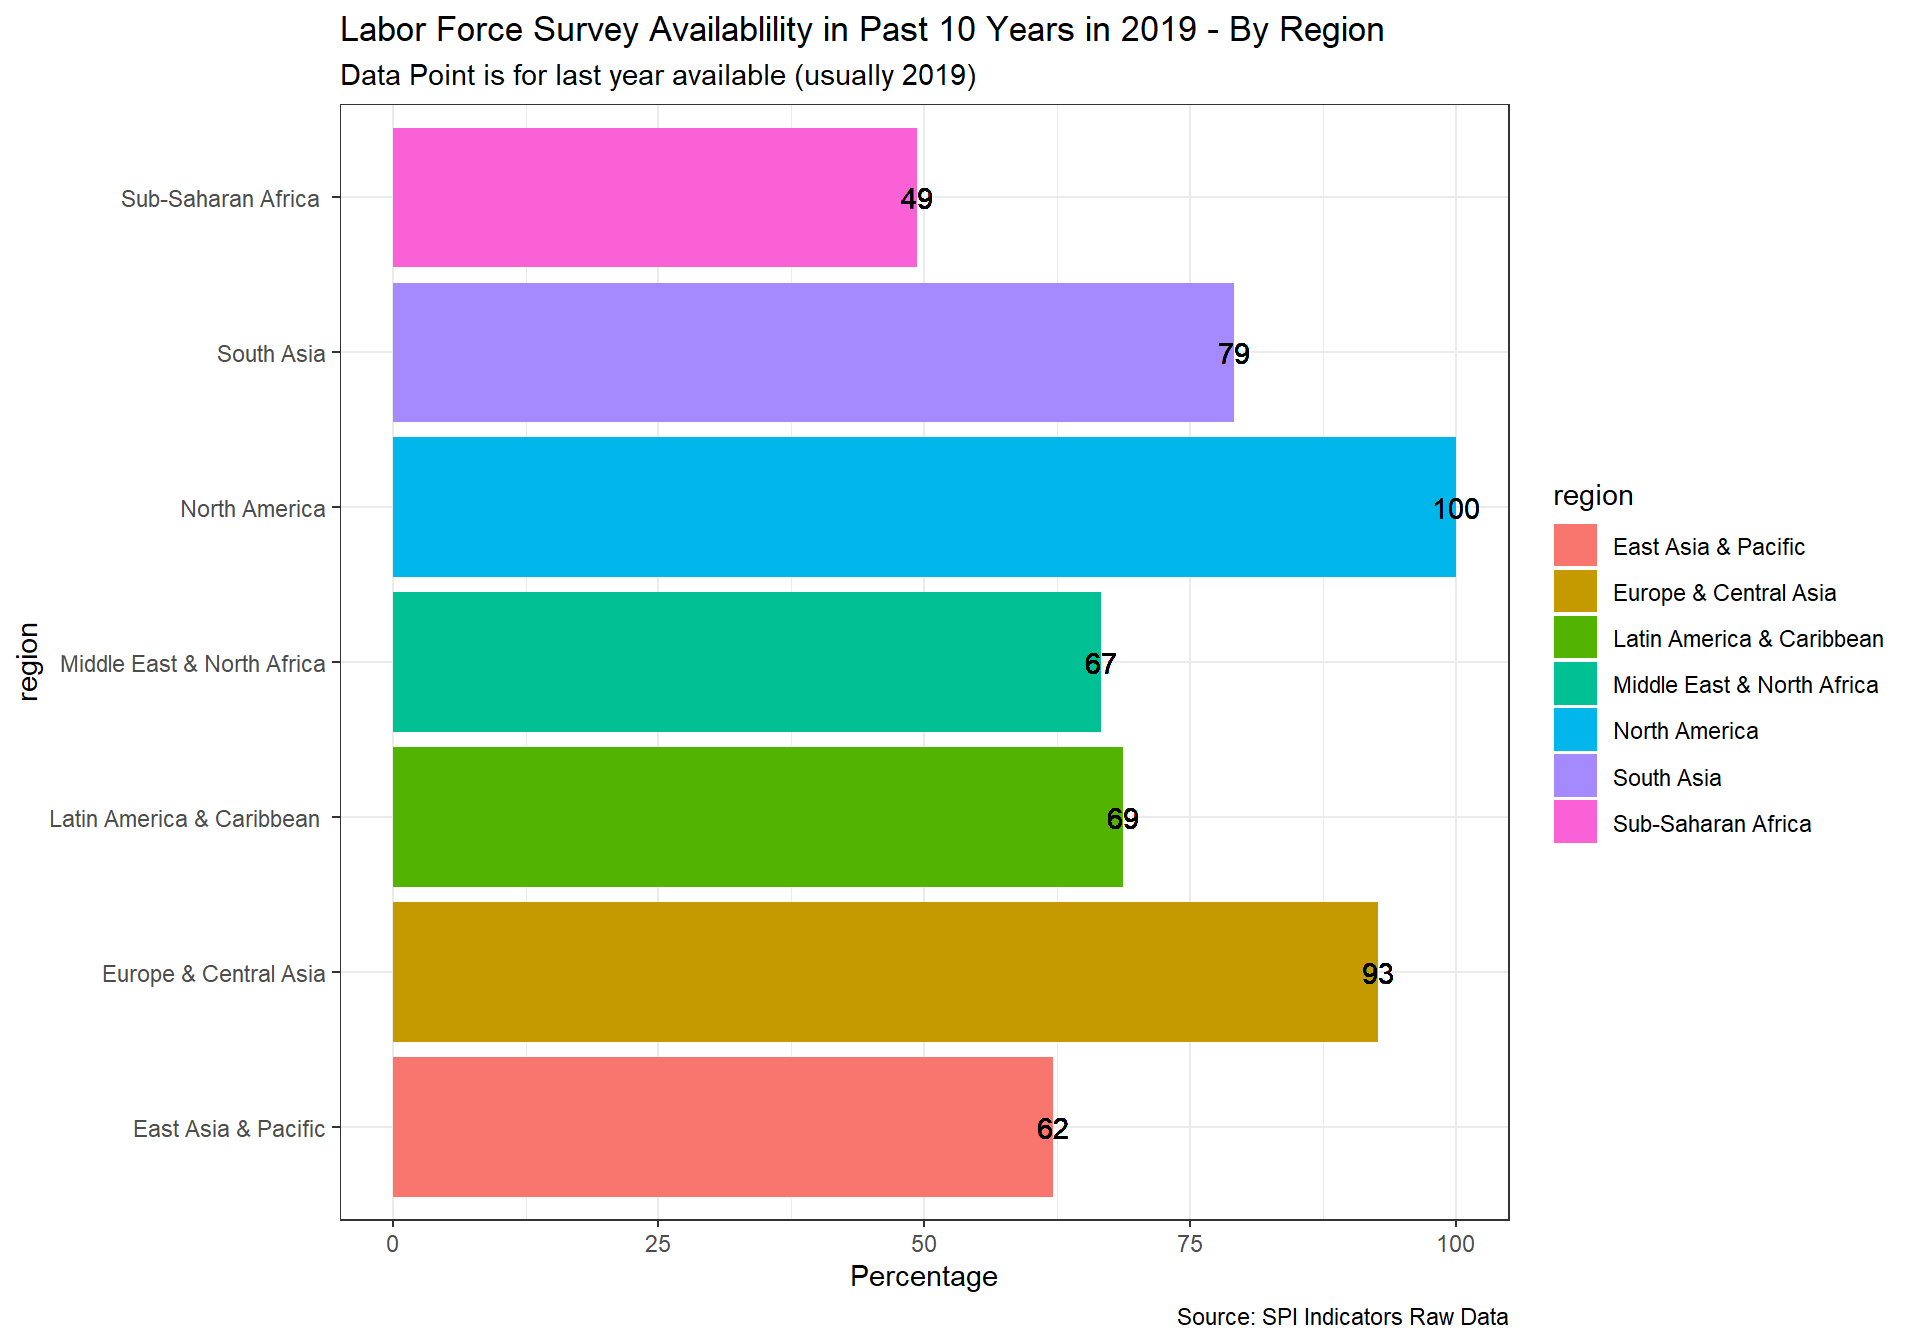 Labor Force Survey Availablility in Past 10 Years in 2019 - By Region
Data Point is for last year available (usually 2019)
Sub-Saharan Africa
49
South Asia
79
North America
100
Middle East & North Africa
67
Latin America & Caribbean
69
Europe & Central Asia
93
East Asia & Pacific
62
region
0 25 50 75 100
Percentage
region
East Asia & Pacific
Europe & Central Asia
Latin America & Caribbean
Middle East & North Africa
North America
South Asia
Sub-Saharan Africa
Source: SPI Indicators Raw Data